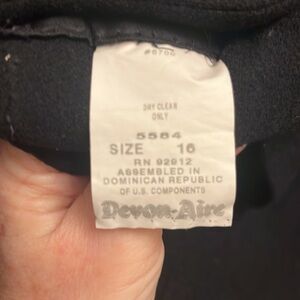 DRY CLEAN
ONLY
5584
SIZE 16
RN 92912
ASSEMBLED IN
DOMINICAN REPUBLIC
OF U.S. COMPONENTS
Devon-Aire